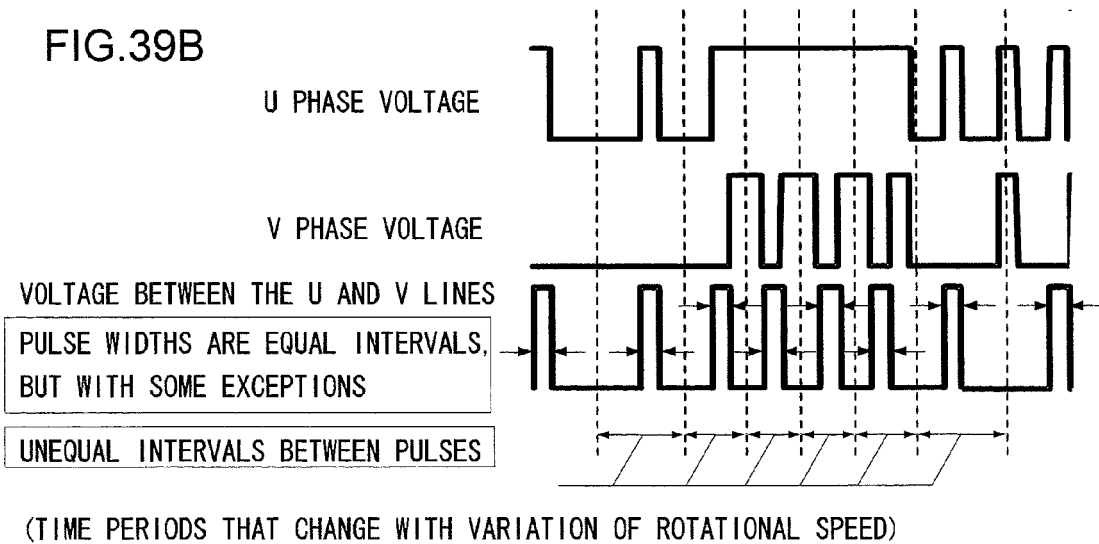 FIG.39B
U PHASE VOLTAGE
V PHASE VOLTAGE
VOLTAGE BETWEEN THE U AND V LINES
PULSE WIDTHS ARE EQUAL INTERVALS,
BUT WITH SOME EXCEPTIONS
UNEQUAL INTERVALS BETWEEN PULSES
(TIME PERIODS THAT CHANGE WITH VARIATION OF ROTATIONAL SPEED)